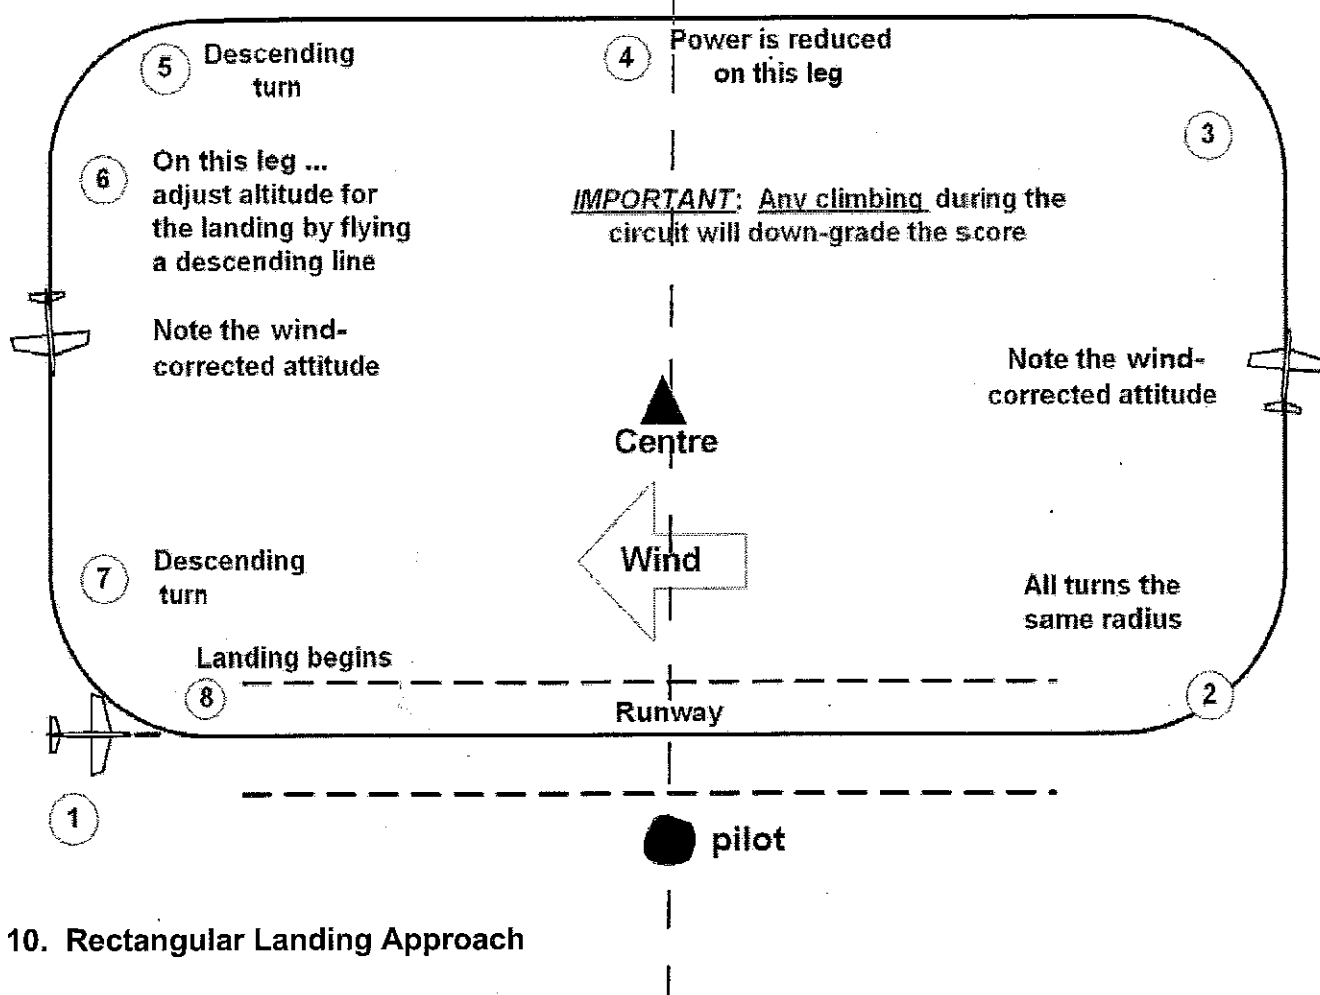 5
Descending
turn
4
Power is reduced
on this leg
3
6
On this leg ...
adjust altitude for
the landing by flying
a descending line
IMPORTANT: Any climbing during the
circuit will down-grade the score
Note the wind-
corrected attitude
Note the wind-
corrected attitude
Centre
Wind
7
Descending
turn
All turns the
same radius
Landing begins
8
2
Runway
1
pilot
10. Rectangular Landing Approach